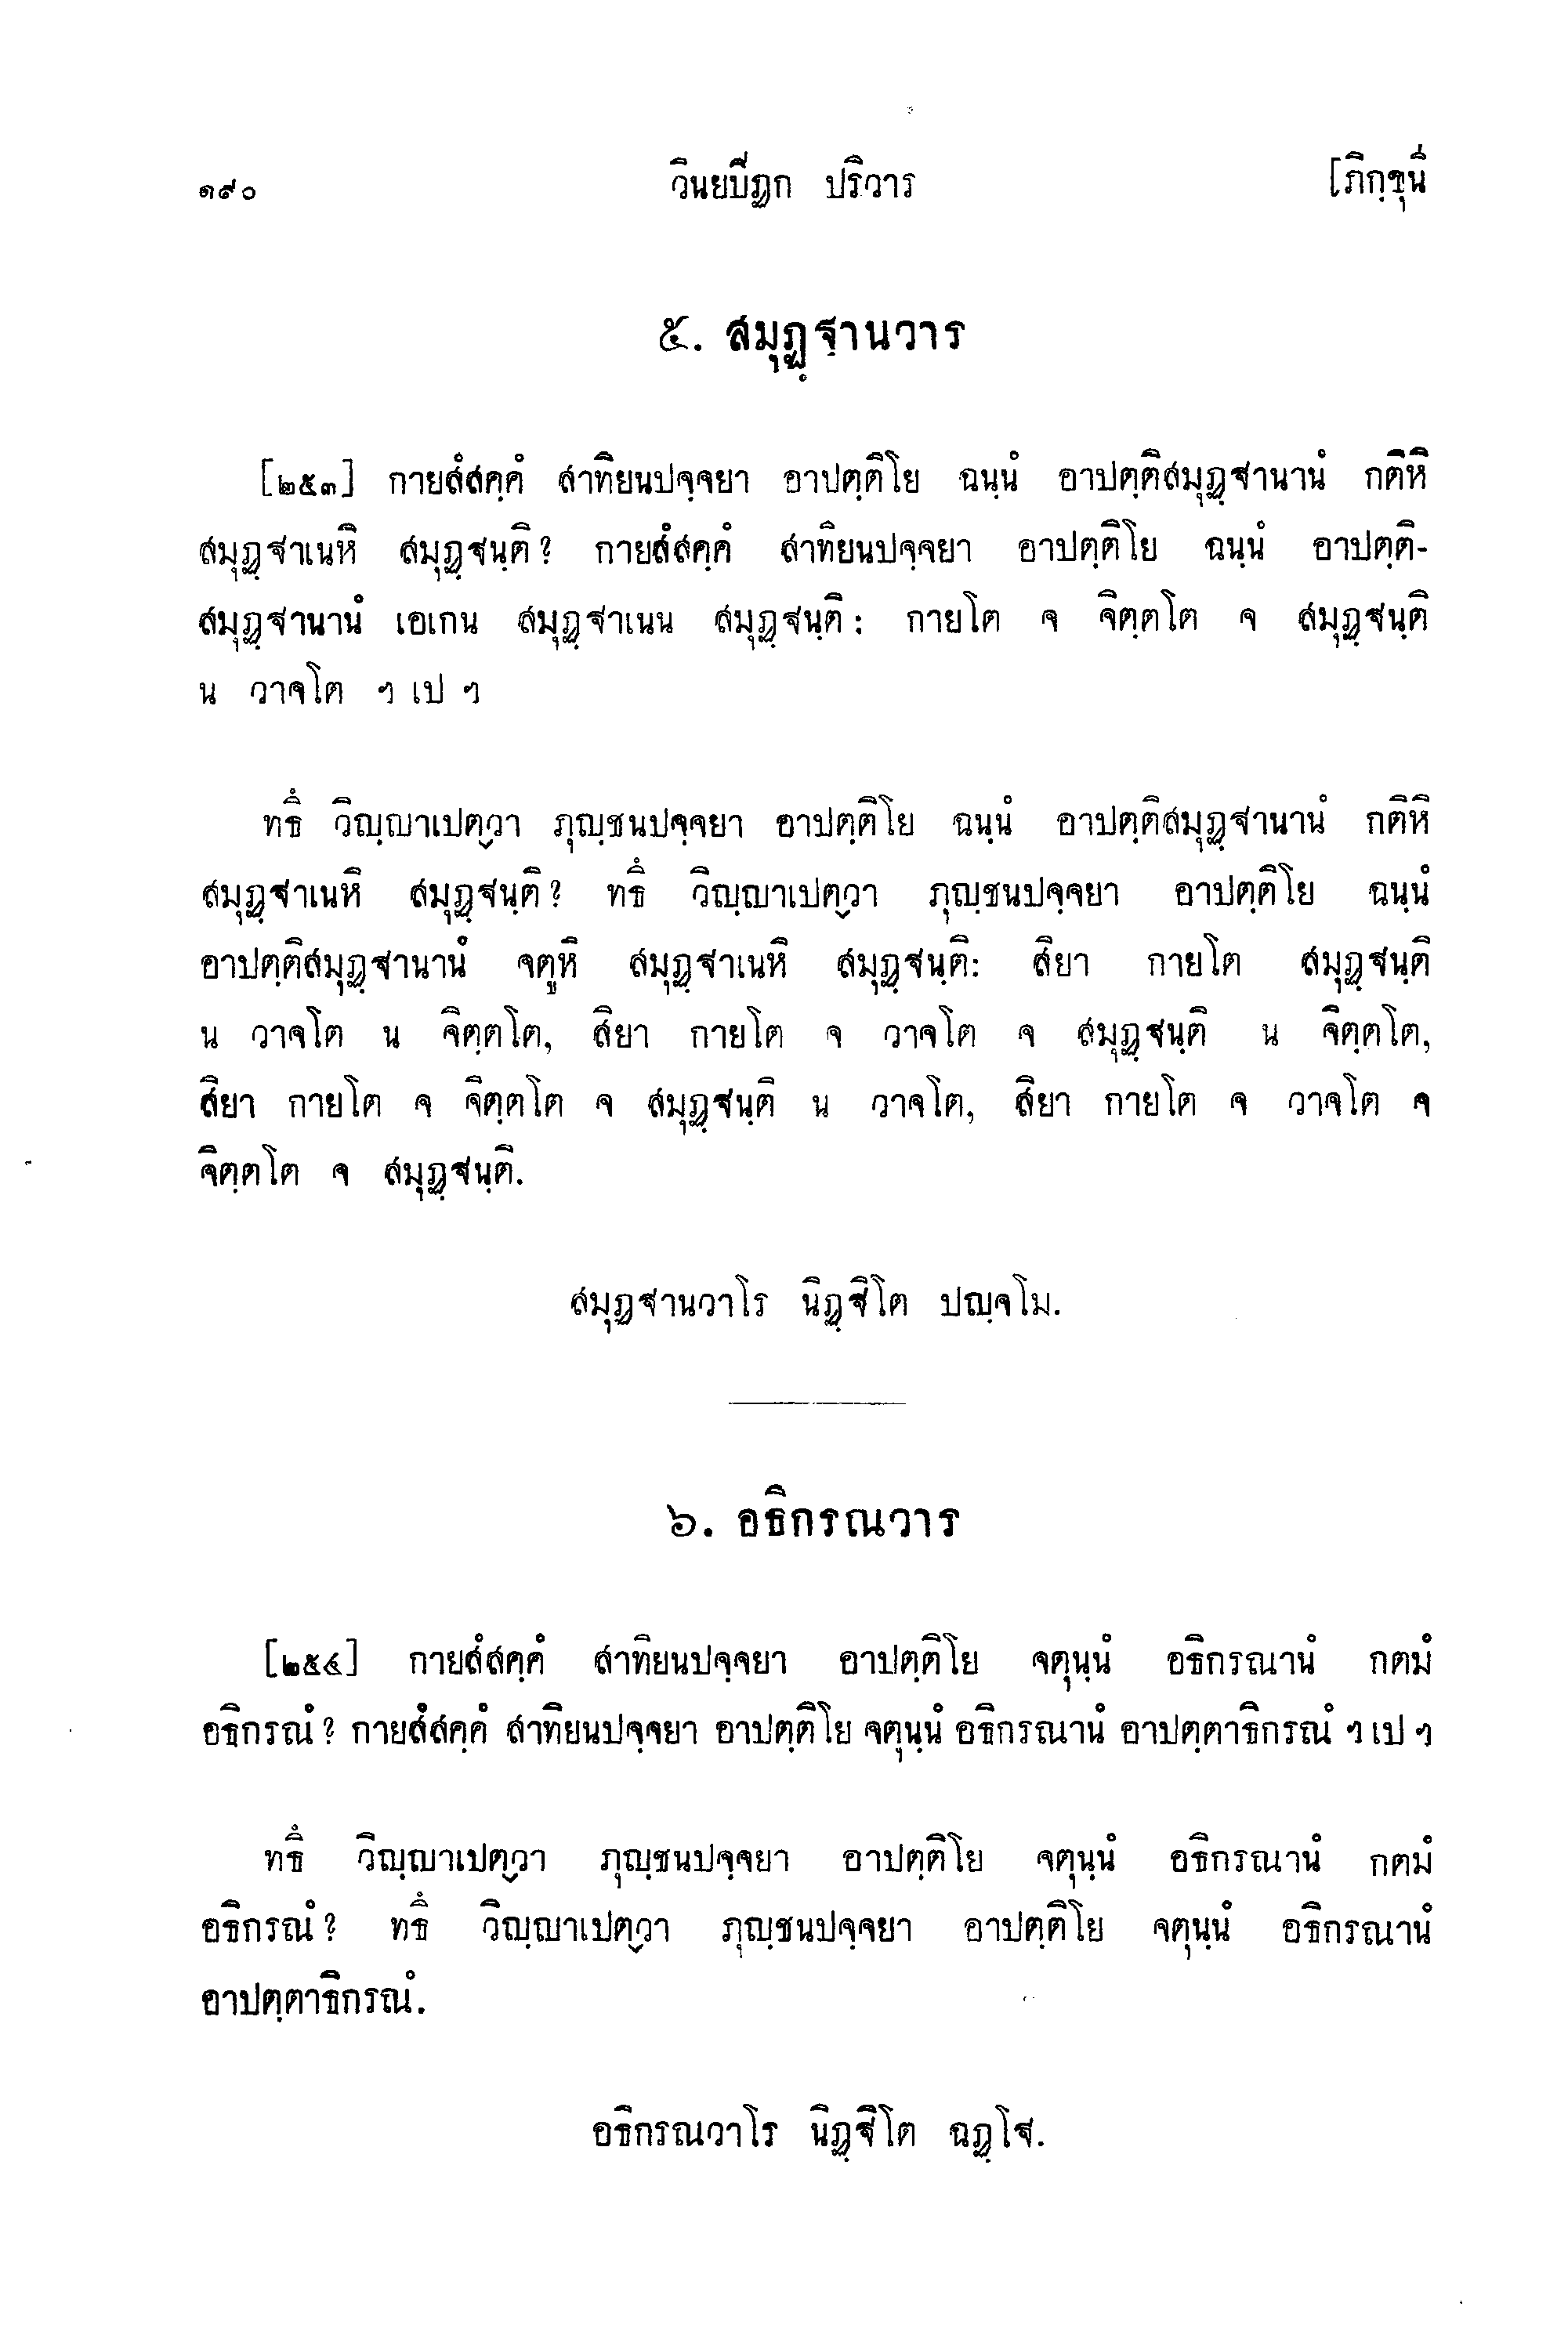 ๑๙๐ วินยปิฏก ปริวาร [ภิกฺขุนี
๕. สมุฏฺฐานวาร
[๒๕๓] กายสํสคฺคํ สาทิยนปจฺจยา อาปตฺติโย ฉนฺนํ อาปตฺติสมุฏฺฐานานํ กติหิ
สมุฏฺฐาเนหิ สมุฏฺฐนฺติ? กายสํสคฺคํ สาทิยนปจฺจยา อาปตฺติโย ฉนฺนํ อาปตฺติ-
สมุฏฺฐานานํ เอเกน สมุฏฺฐาเนน สมุฏฺฐนฺติ: กายโต จ จิตฺตโต จ สมุฏฺฐนฺติ
น วาจโต ฯ เป ฯ
ทธึ วิญฺญาเปตฺวา ภุญฺชนปจฺจยา อาปตฺติโย ฉนฺนํ อาปตฺติสมุฏฺฐานานํ กติหิ
สมุฏฺฐาเนหิ สมุฏฺฐนฺติ? ทธึ วิญฺญาเปตฺวา ภุญฺชนปจฺจยา อาปตฺติโย ฉนฺนํ
อาปตฺติสมุฏฺฐานานํ จตูหิ สมุฏฺฐาเนหิ สมุฏฺฐนฺติ: สิยา กายโต สมุฏฺฐนฺติ
น วาจโต น จิตฺตโต, สิยา กายโต จ วาจโต จ สมุฏฺฐนฺติ น จิตฺตโต,
สิยา กายโต จ จิตฺตโต จ สมุฏฺฐนฺติ น วาจโต, สิยา กายโต จ วาจโต จ
จิตฺตโต จ สมุฏฺฐนฺติ.
สมุฏฐานวาโร นิฏฺฐิโต ปญฺจโม.
๖. อธิกรณวาร
[๒๕๔] กายสํสคฺคํ สาทิยนปจฺจยา อาปตฺติโย จตุนฺนํ อธิกรณานํ กตมํ
อธิกรณํ? กายสํสคฺคํ สาทิยนปจฺจยา อาปตฺติโย จตุนฺนํ อธิกรณานํ อาปตฺตาธิกรณํ ฯ เป ฯ
ทธึ วิญฺญาเปตฺวา ภุญฺชนปจฺจยา อาปตฺติโย จตุนฺนํ อธิกรณานํ กตมํ
อธิกรณํ? ทธึ วิญฺญาเปตฺวา ภุญฺชนปจฺจยา อาปตฺติโย จตุนฺนํ อธิกรณานํ
อาปตฺตาธิกรณํ.
อธิกรณวาโร นิฏฺฐิโต ฉฏฺโฐ.